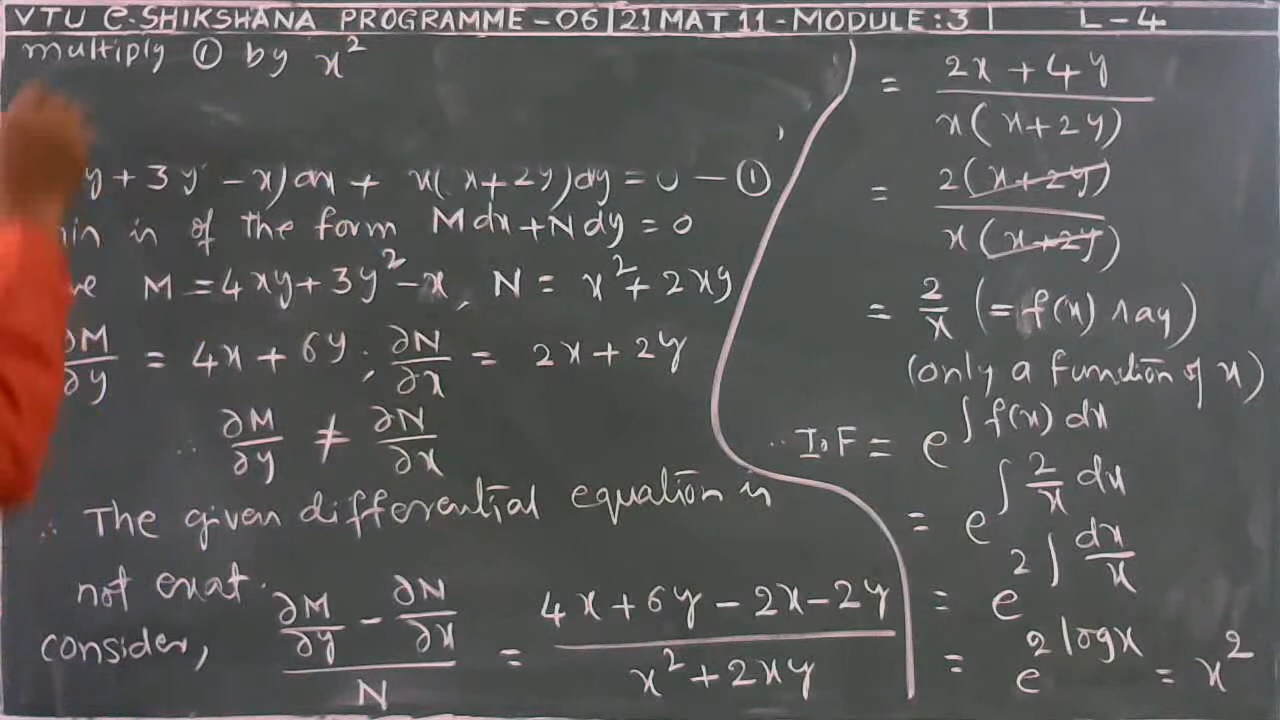 VTU e-SHIKSHANA PROGRAMME-06 | 21MAT11-MODULE:3 | L-4
multiply ① by x²
y + 3y - x)dx + x(x+2y)dy = 0 — ①
is of the form Mdx+Ndy = 0
M = 4xy+3y²-x, N = x²+2xy
∂M/∂y = 4x+6y ; ∂N/∂x = 2x+2y
∴ ∂M/∂y ≠ ∂N/∂x
∴ The given differential equation is
not exat.
consider, (∂M/∂y - ∂N/∂x)/N = (4x+6y-2x-2y)/(x²+2xy)
= (2x+4y)/(x(x+2y))
= 2(x+2y)/(x(x+2y))
= 2/x (= f(x) say)
(only a function of x)
∴ I.F = e^∫f(x) dx
= e^∫2/x dx
= e^2∫dx/x
= e^2logx = x²